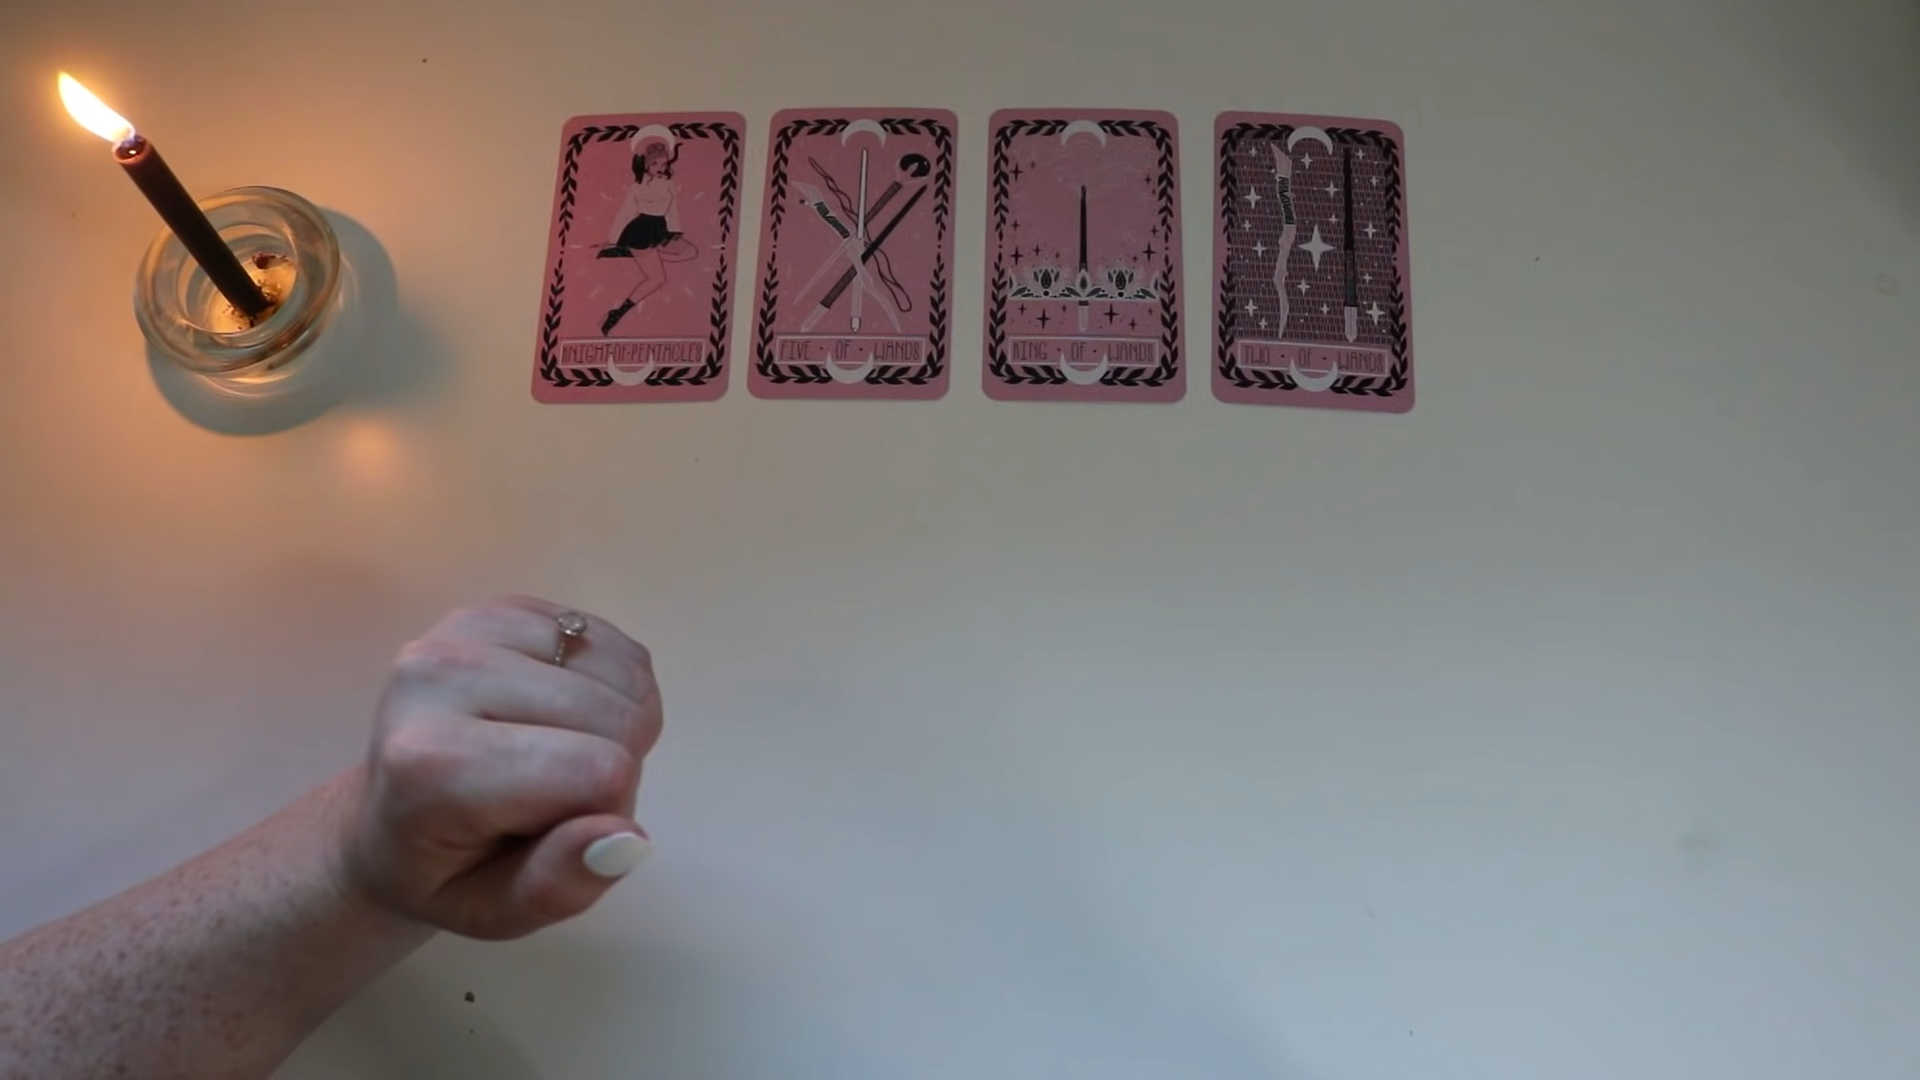 KNIGHT·OF·PENTACLES
FIVE · OF · WANDS
KING · OF · WANDS
TWO · OF · WANDS